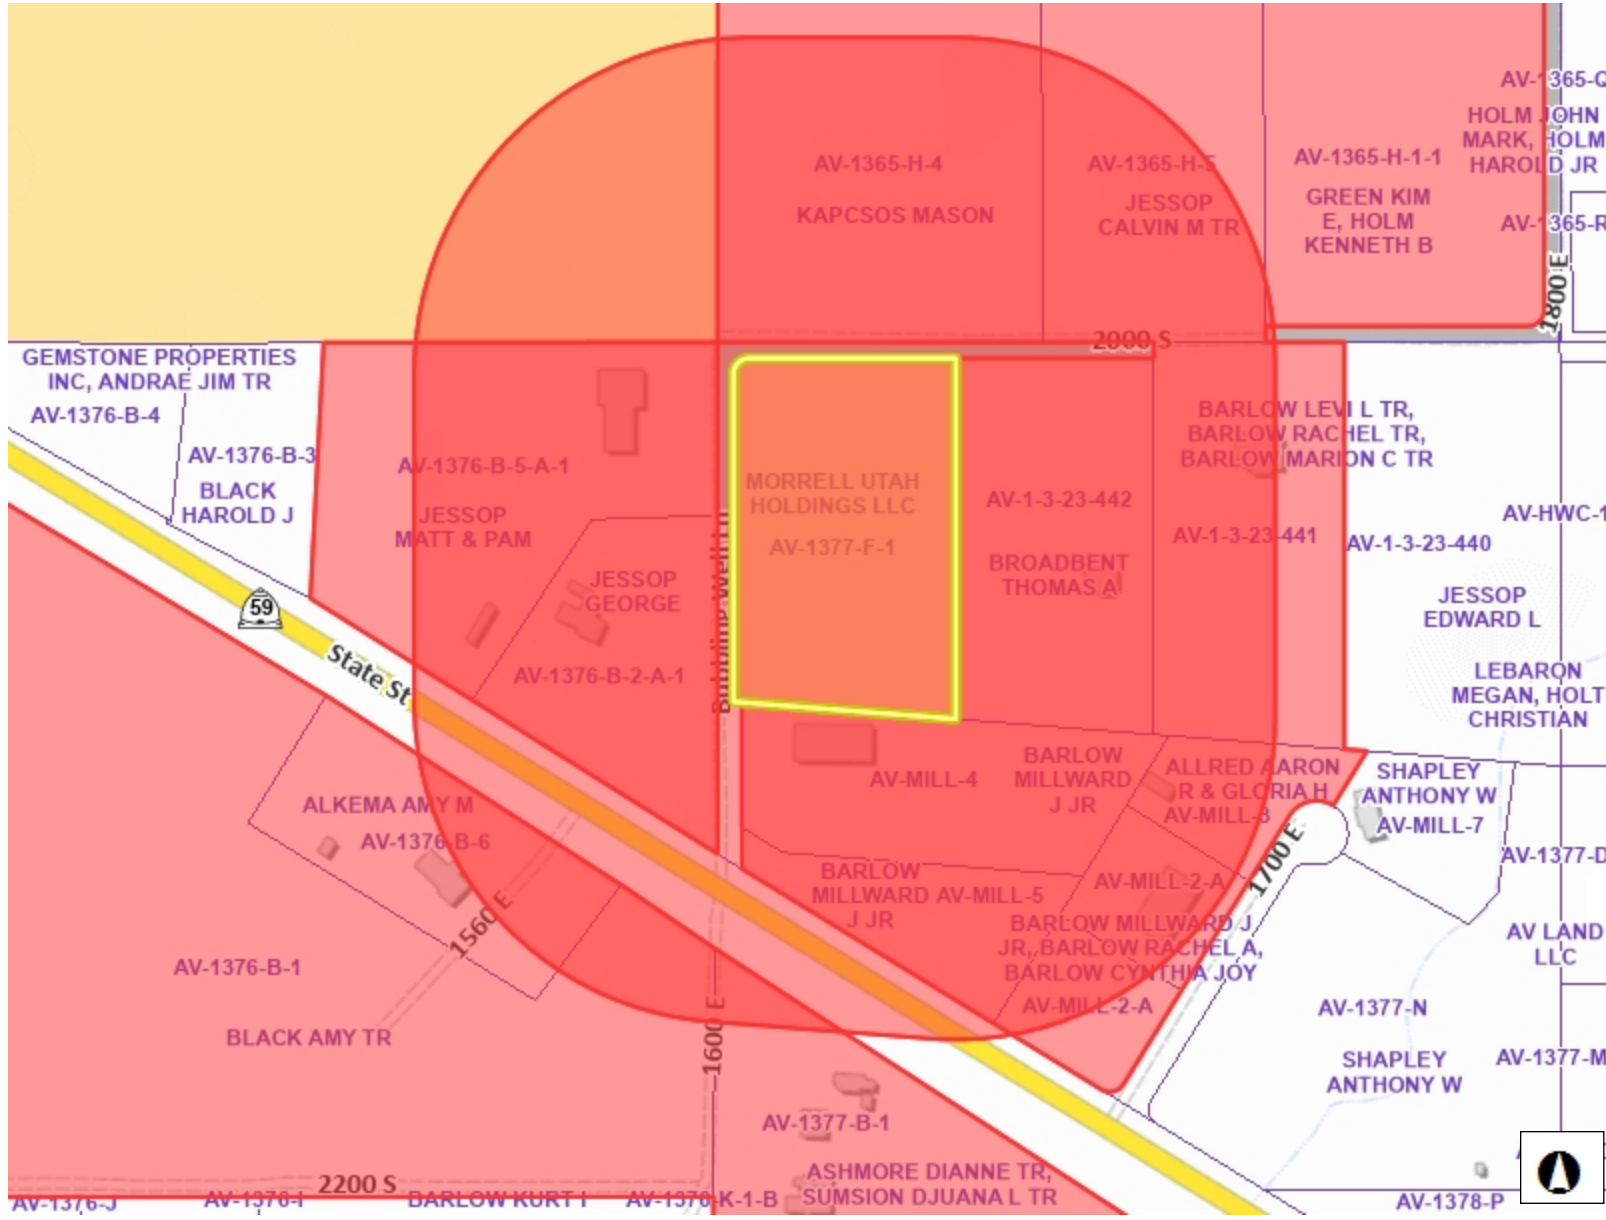 AV-1365-Q
HOLM JOHN
MARK, HOLM
HAROLD JR
AV-1365-H-4
AV-1365-H-5
AV-1365-H-1-1
KAPCSOS MASON
JESSOP
CALVIN M TR
GREEN KIM
E, HOLM
KENNETH B
AV-1365-R
1800 E
2000 S
GEMSTONE PROPERTIES
INC, ANDRAE JIM TR
AV-1376-B-4
AV-1376-B-3
BLACK
HAROLD J
AV-1376-B-5-A-1
JESSOP
MATT & PAM
MORRELL UTAH
HOLDINGS LLC
AV-1377-F-1
AV-1-3-23-442
BROADBENT
THOMAS A
BARLOW LEVI L TR,
BARLOW RACHEL TR,
BARLOW MARION C TR
AV-1-3-23-441
AV-HWC-1
AV-1-3-23-440
JESSOP
EDWARD L
JESSOP
GEORGE
AV-1376-B-2-A-1
Bubbling Well Ln
59
State St
LEBARON
MEGAN, HOLT
CHRISTIAN
BARLOW
MILLWARD
J JR
AV-MILL-4
ALLRED AARON
R & GLORIA H
AV-MILL-3
SHAPLEY
ANTHONY W
AV-MILL-7
ALKEMA AMY M
AV-1376-B-6
1700 E
AV-1377-D
BARLOW
MILLWARD AV-MILL-5
J JR
AV-MILL-2-A
BARLOW MILLWARD J
JR, BARLOW RACHEL A,
BARLOW CYNTHIA JOY
AV-MILL-2-A
1560 E
AV LAND
LLC
AV-1376-B-1
BLACK AMY TR
1600 E
AV-1377-N
SHAPLEY
ANTHONY W
AV-1377-M
AV-1377-B-1
ASHMORE DIANNE TR,
SUMSION DJUANA L TR
2200 S
AV-1376-J
AV-1376-I
BARLOW KURT I
AV-1378-K-1-B
AV-1378-P